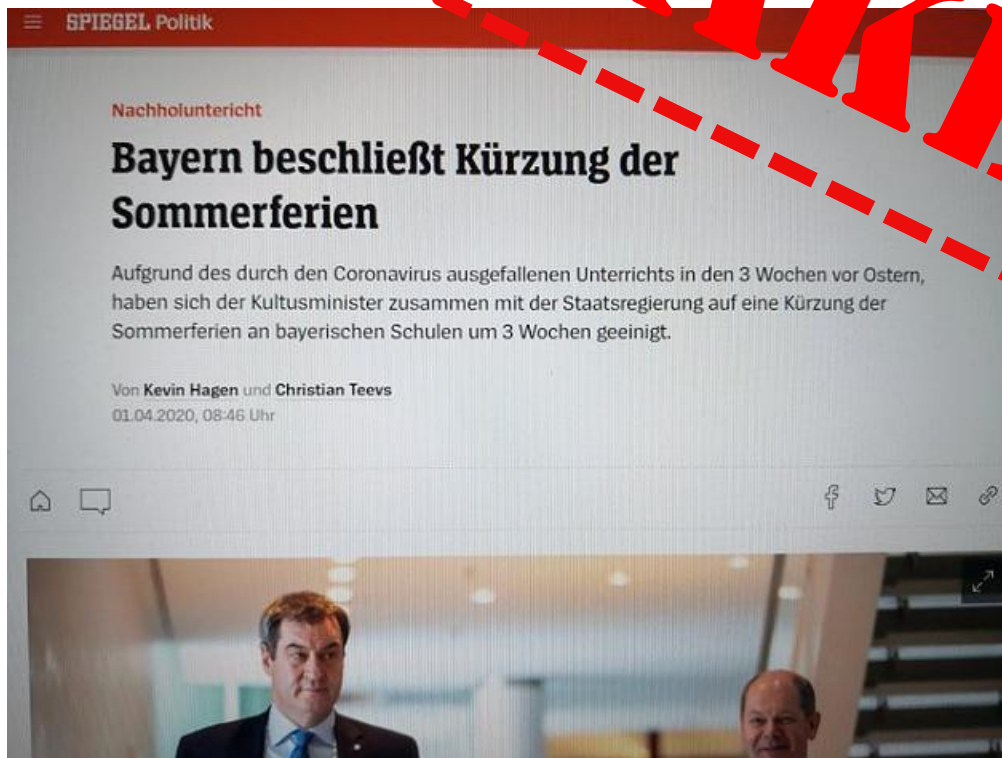 SPIEGEL Politik
Nachholuntericht
Bayern beschließt Kürzung der
Sommerferien
Aufgrund des durch den Coronavirus ausgefallenen Unterrichts in den 3 Wochen vor Ostern,
haben sich der Kultusminister zusammen mit der Staatsregierung auf eine Kürzung der
Sommerferien an bayerischen Schulen um 3 Wochen geeinigt.
Von Kevin Hagen und Christian Teevs
01.04.2020, 08:46 Uhr